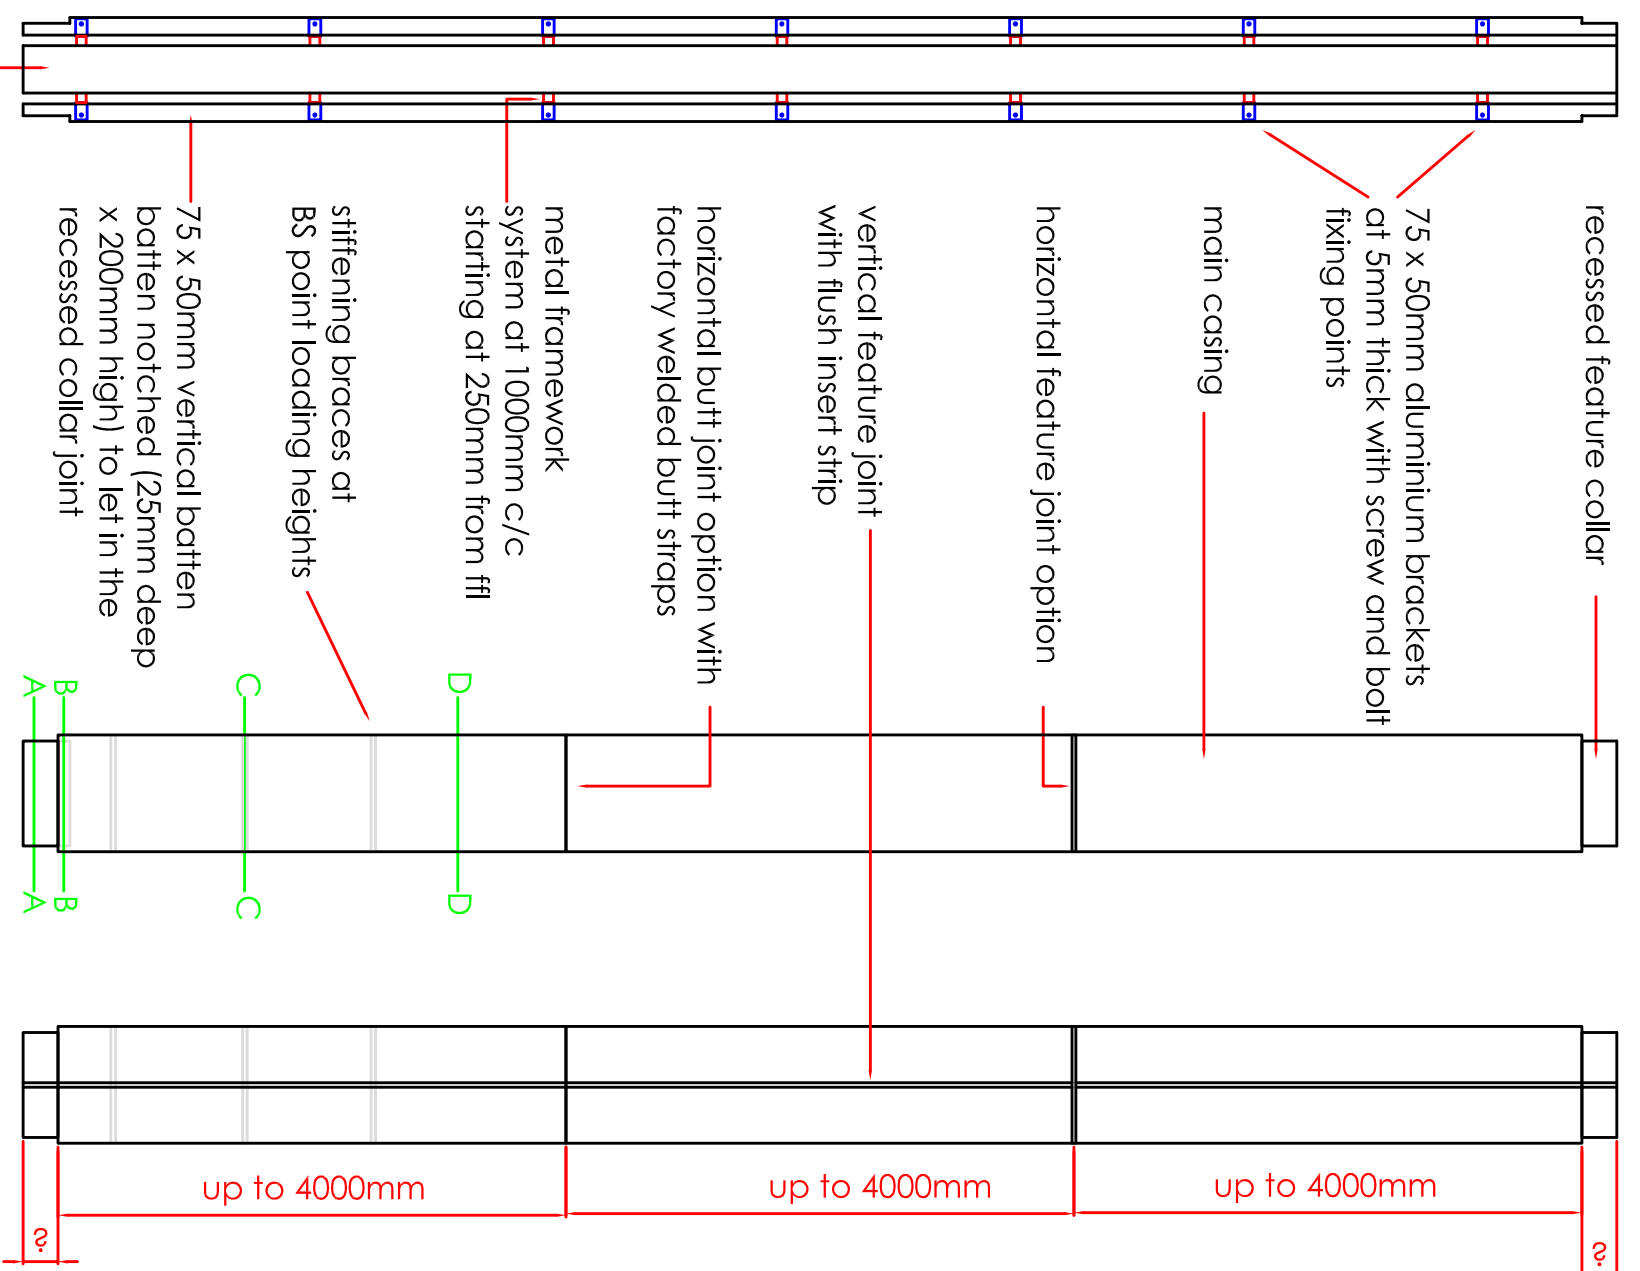 recessed feature collar
75 x 50mm aluminium brackets
at 5mm thick with screw and bolt
fixing points
main casing
horizontal feature joint option
vertical feature joint
with flush insert strip
horizontal butt joint option with
factory welded butt straps
metal framework
system at 1000mm c/c
starting at 250mm from ffl
stiffening braces at
BS point loading heights
75 x 50mm vertical batten
batten notched (25mm deep
x 200mm high) to let in the
recessed collar joint
D
D
C
C
B
B
A
A
up to 4000mm
up to 4000mm
up to 4000mm
?
?